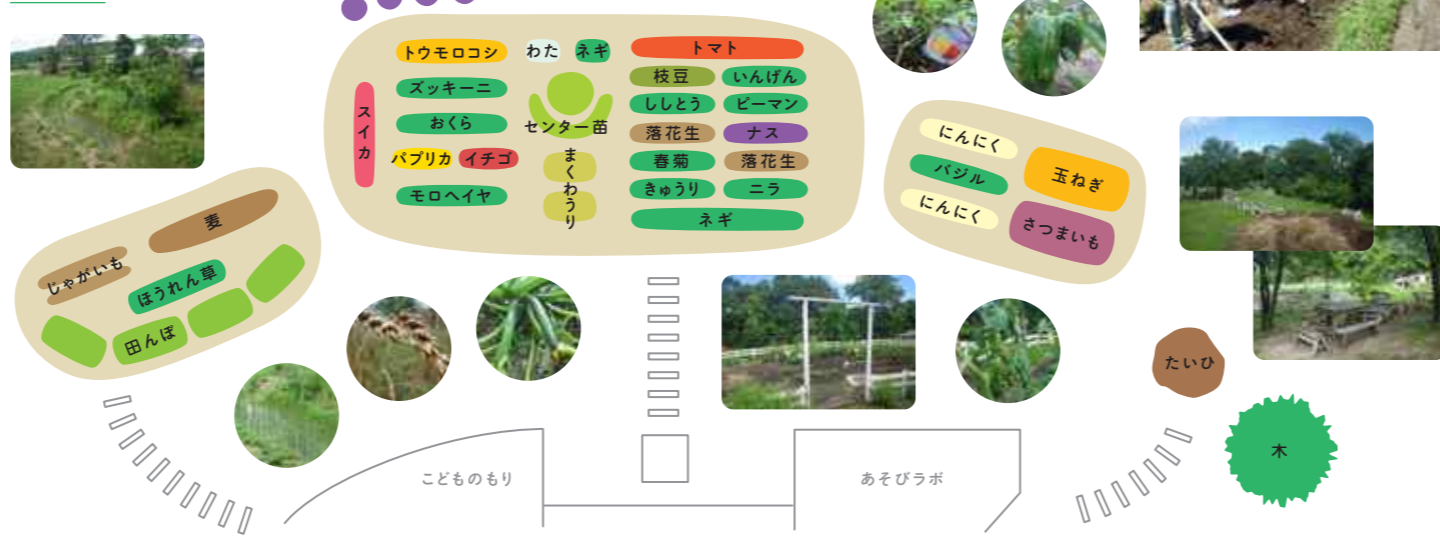 トウモロコシ
わた
ネギ
トマト
ズッキーニ
枝豆
いんげん
スイカ
おくら
ししとう
ピーマン
センター苗
落花生
ナス
パプリカ
イチゴ
まくわうり
春菊
落花生
モロヘイヤ
きゅうり
ニラ
ネギ
にんにく
バジル
にんにく
玉ねぎ
さつまいも
麦
じゃがいも
ほうれん草
田んぼ
たいひ
木
こどものもり
あそびラボ